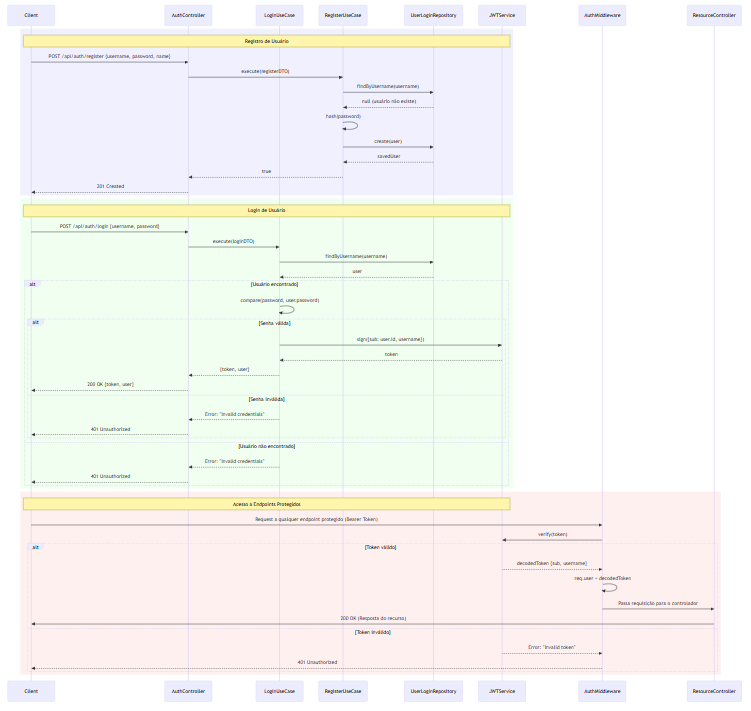 Client AuthController LoginUseCase RegisterUseCase UserLoginRepository JWTService AuthMiddleware ResourceController
Registro de Usuário
POST /api/auth/register {username, password, name}
execute(registerDTO)
findByUsername(username)
null (usuário não existe)
hash(password)
create(user)
savedUser
true
201 Created
Login de Usuário
POST /api/auth/login {username, password}
execute(loginDTO)
findByUsername(username)
user
alt [Usuário encontrado]
compare(password, user.password)
alt [Senha válida]
sign({sub: user.id, username})
token
{token, user}
200 OK {token, user}
[Senha inválida]
Error: "Invalid credentials"
401 Unauthorized
[Usuário não encontrado]
Error: "Invalid credentials"
401 Unauthorized
Acesso a Endpoints Protegidos
Request a qualquer endpoint protegido (Bearer Token)
verify(token)
alt [Token válido]
decodedToken {sub, username}
req.user = decodedToken
Passa requisição para o controlador
200 OK (Resposta do recurso)
[Token inválido]
Error: "Invalid token"
401 Unauthorized
Client AuthController LoginUseCase RegisterUseCase UserLoginRepository JWTService AuthMiddleware ResourceController